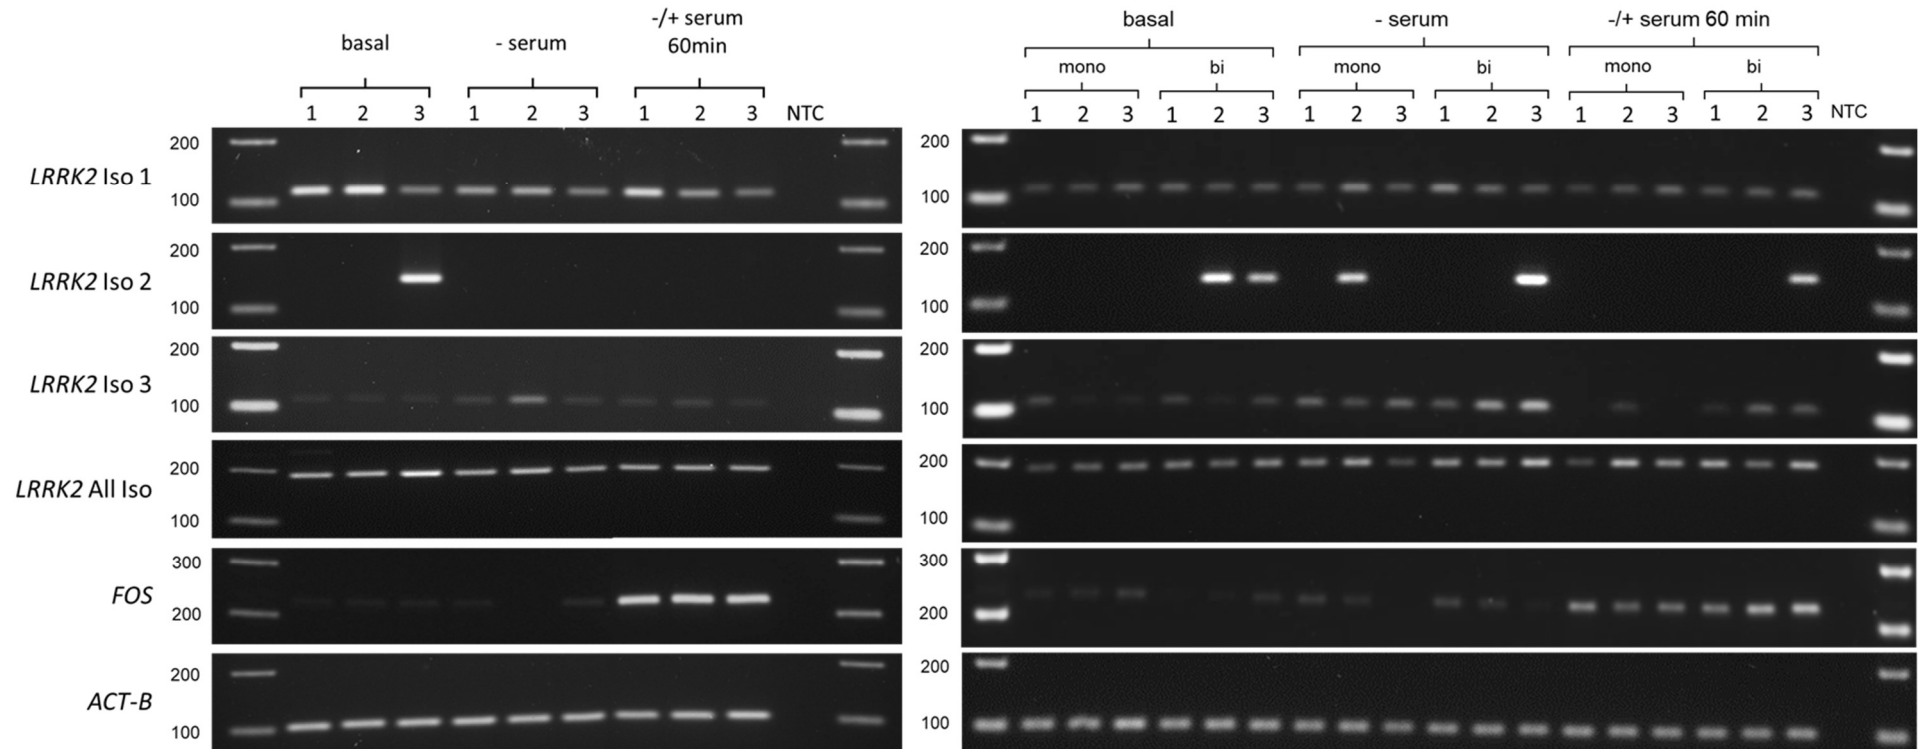 -/+ serum
60min
basal
- serum
1 2 3 1 2 3 1 2 3 NTC
LRRK2 Iso 1
200
100
LRRK2 Iso 2
200
100
LRRK2 Iso 3
200
100
LRRK2 All Iso
200
100
FOS
300
200
ACT-B
200
100
basal - serum -/+ serum 60 min
mono bi mono bi mono bi
1 2 3 1 2 3 1 2 3 1 2 3 1 2 3 1 2 3 NTC
200
100
200
100
200
100
200
100
300
200
200
100